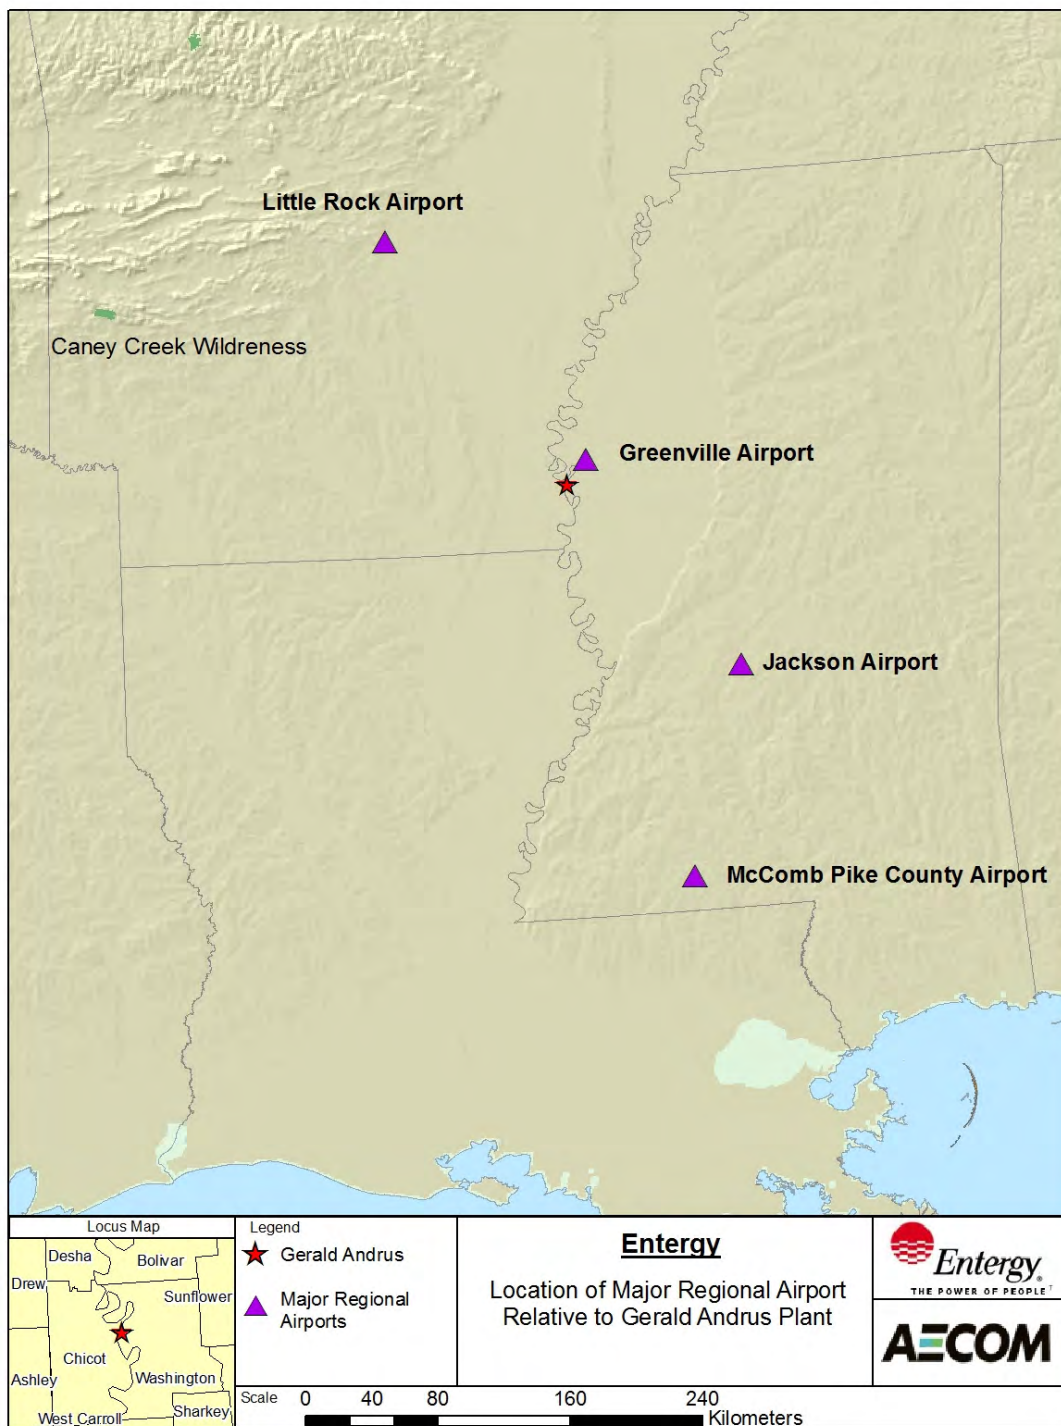 Little Rock Airport
Caney Creek Wildreness
Greenville Airport
Jackson Airport
McComb Pike County Airport
Locus Map
Desha
Bolivar
Drew
Sunflower
Chicot
Ashley
Washington
West Carroll
Sharkey
Legend
Gerald Andrus
Major Regional
Airports
Entergy
Location of Major Regional Airport
Relative to Gerald Andrus Plant
Entergy
THE POWER OF PEOPLE
AECOM
Scale 0 40 80 160 240
Kilometers